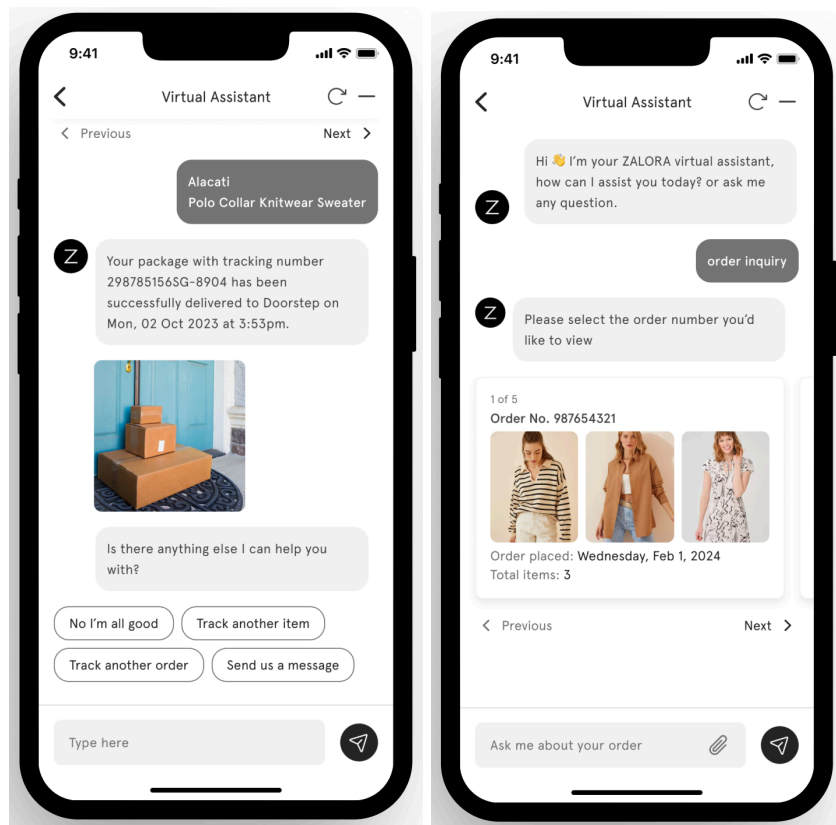 9:41
Virtual Assistant
Previous
Next
Alacati
Polo Collar Knitwear Sweater
Z
Your package with tracking number
298785156SG-8904 has been
successfully delivered to Doorstep on
Mon, 02 Oct 2023 at 3:53pm.
Is there anything else I can help you
with?
No I'm all good
Track another item
Track another order
Send us a message
Type here
9:41
Virtual Assistant
Hi 👋 I'm your ZALORA virtual assistant,
how can I assist you today? or ask me
any question.
Z
order inquiry
Z
Please select the order number you'd
like to view
1 of 5
Order No. 987654321
Order placed: Wednesday, Feb 1, 2024
Total items: 3
Previous
Next
Ask me about your order